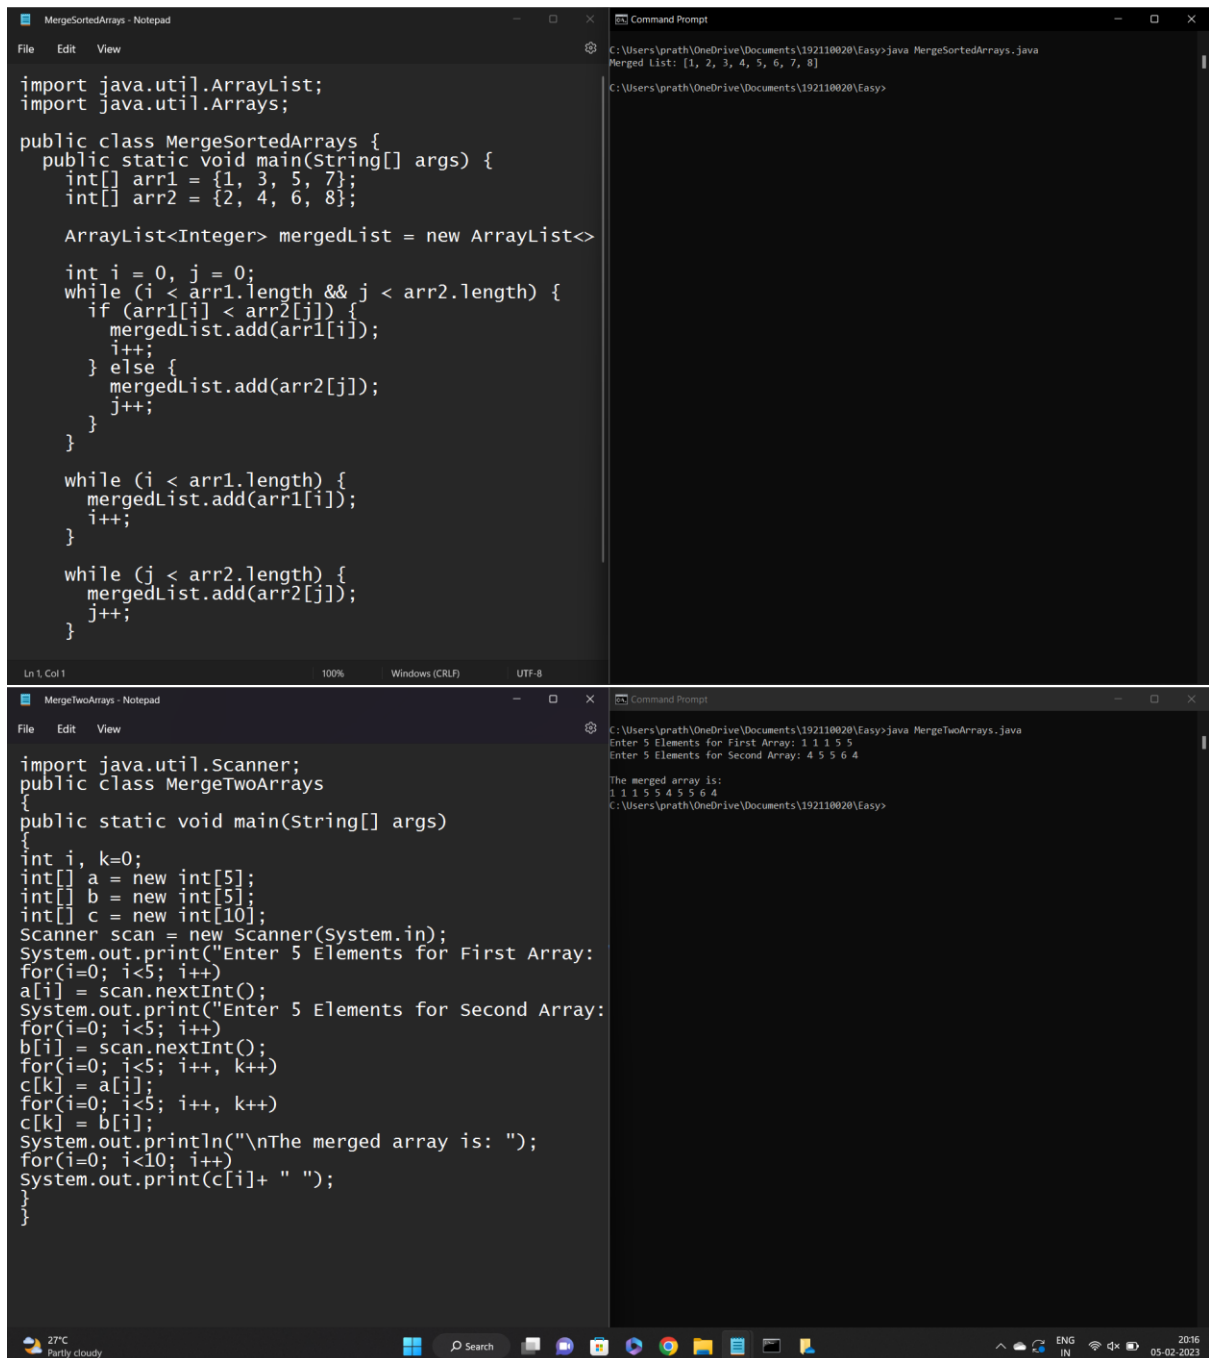 MergeSortedArrays - Notepad
File Edit View
import java.util.ArrayList;
import java.util.Arrays;
public class MergeSortedArrays {
public static void main(String[] args) {
int[] arr1 = {1, 3, 5, 7};
int[] arr2 = {2, 4, 6, 8};
ArrayList<Integer> mergedList = new ArrayList<>
int i = 0, j = 0;
while (i < arr1.length && j < arr2.length) {
if (arr1[i] < arr2[j]) {
mergedList.add(arr1[i]);
i++;
} else {
mergedList.add(arr2[j]);
j++;
}
}
while (i < arr1.length) {
mergedList.add(arr1[i]);
i++;
}
while (j < arr2.length) {
mergedList.add(arr2[j]);
j++;
}
Ln 1, Col 1 100% Windows (CRLF) UTF-8
Command Prompt
C:\Users\prath\OneDrive\Documents\192110020\Easy>java MergeSortedArrays.java
Merged List: [1, 2, 3, 4, 5, 6, 7, 8]
C:\Users\prath\OneDrive\Documents\192110020\Easy>
MergeTwoArrays - Notepad
File Edit View
import java.util.Scanner;
public class MergeTwoArrays
{
public static void main(String[] args)
{
int i, k=0;
int[] a = new int[5];
int[] b = new int[5];
int[] c = new int[10];
Scanner scan = new Scanner(System.in);
System.out.print("Enter 5 Elements for First Array:
for(i=0; i<5; i++)
a[i] = scan.nextInt();
System.out.print("Enter 5 Elements for Second Array:
for(i=0; i<5; i++)
b[i] = scan.nextInt();
for(i=0; i<5; i++, k++)
c[k] = a[i];
for(i=0; i<5; i++, k++)
c[k] = b[i];
System.out.println("\nThe merged array is: ");
for(i=0; i<10; i++)
System.out.print(c[i]+ " ");
}
}
Command Prompt
C:\Users\prath\OneDrive\Documents\192110020\Easy>java MergeTwoArrays.java
Enter 5 Elements for First Array: 1 1 1 5 5
Enter 5 Elements for Second Array: 4 5 5 6 4
The merged array is:
1 1 1 5 5 4 5 5 6 4
C:\Users\prath\OneDrive\Documents\192110020\Easy>
27°C
Partly cloudy
Search
ENG
IN
20:16
05-02-2023